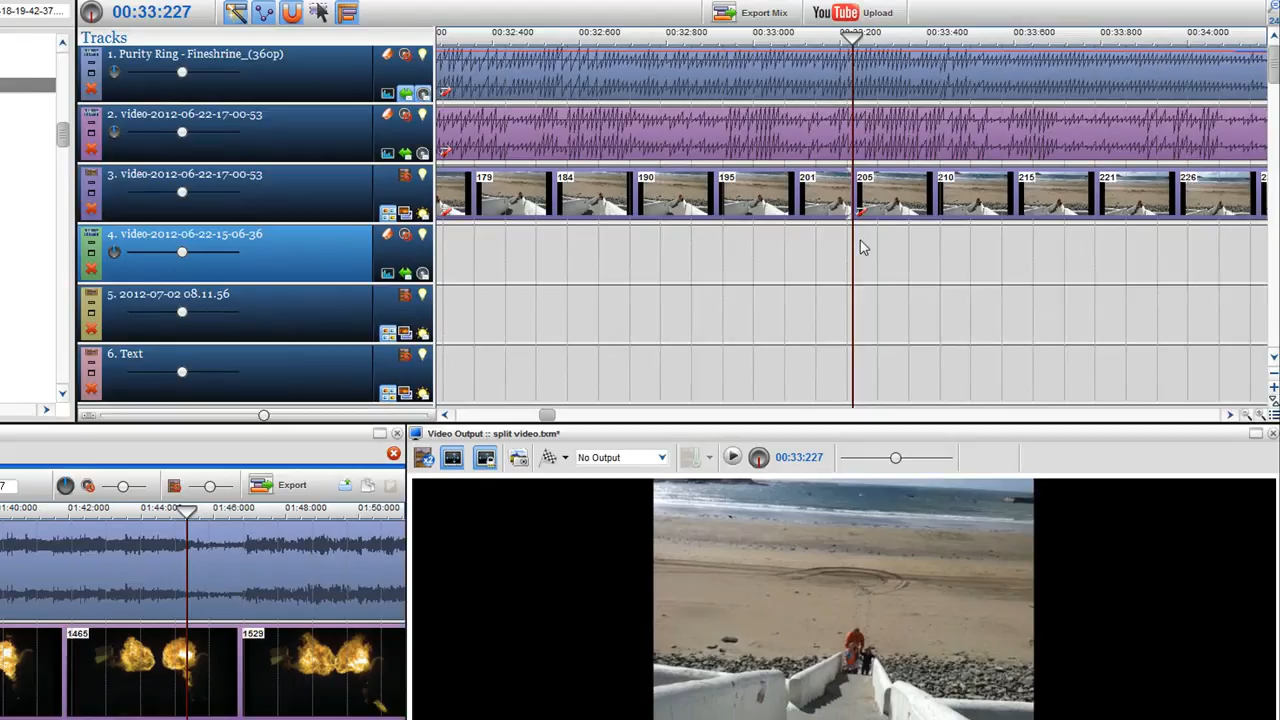 -18-19-42-37....
00:33:227
Export Mix
You Tube Upload
Tracks
00 00:32:400 00:32:600 00:32:800 00:33:000 00:33:200 00:33:400 00:33:600 00:33:800 00:34:000
1. Purity Ring - Fineshrine_(360p)
2. video-2012-06-22-17-00-53
3. video-2012-06-22-17-00-53
179 184 190 195 201 205 210 215 221 226
4. video-2012-06-22-15-06-36
5. 2012-07-02 08.11.56
6. Text
Video Output :: split video.txm*
No Output
00:33:227
7
Export
01:40:000 01:42:000 01:44:000 01:46:000 01:48:000 01:50:000
1465 1529